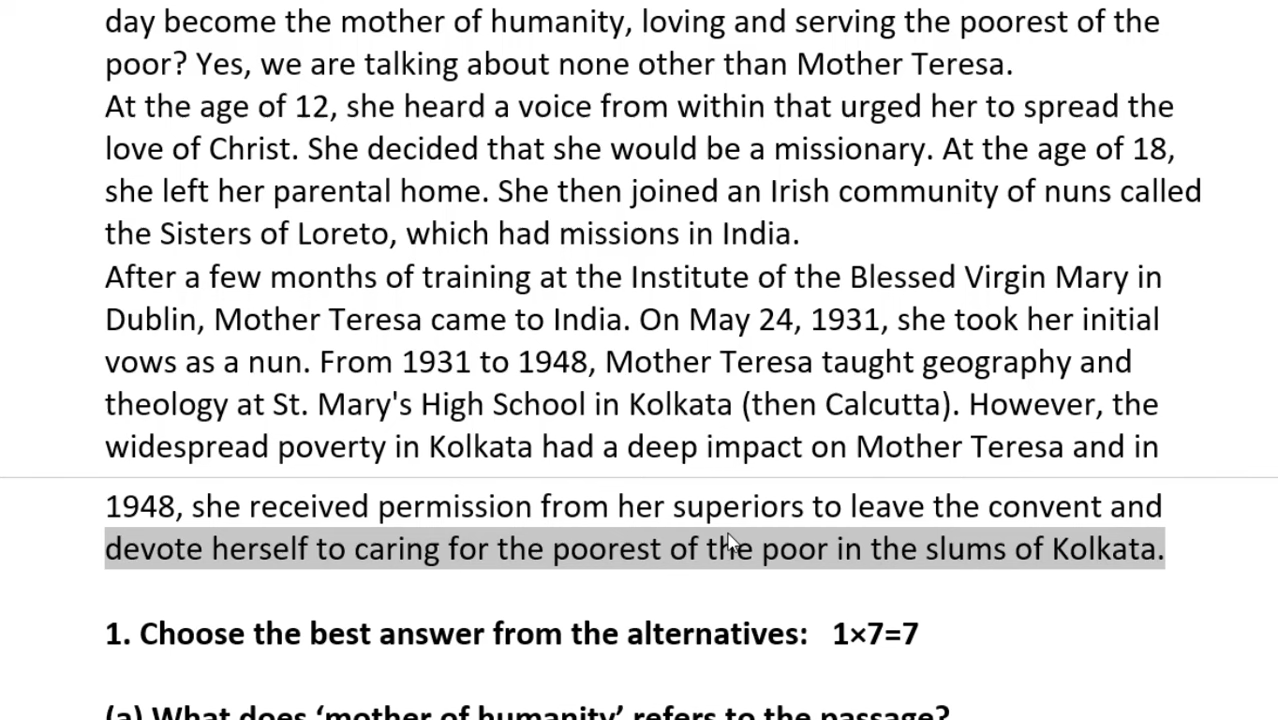 day become the mother of humanity, loving and serving the poorest of the
poor? Yes, we are talking about none other than Mother Teresa.
At the age of 12, she heard a voice from within that urged her to spread the
love of Christ. She decided that she would be a missionary. At the age of 18,
she left her parental home. She then joined an Irish community of nuns called
the Sisters of Loreto, which had missions in India.
After a few months of training at the Institute of the Blessed Virgin Mary in
Dublin, Mother Teresa came to India. On May 24, 1931, she took her initial
vows as a nun. From 1931 to 1948, Mother Teresa taught geography and
theology at St. Mary's High School in Kolkata (then Calcutta). However, the
widespread poverty in Kolkata had a deep impact on Mother Teresa and in
1948, she received permission from her superiors to leave the convent and
devote herself to caring for the poorest of the poor in the slums of Kolkata.
1. Choose the best answer from the alternatives: 1×7=7
(a) What does ‘mother of humanity’ refers to the passage?